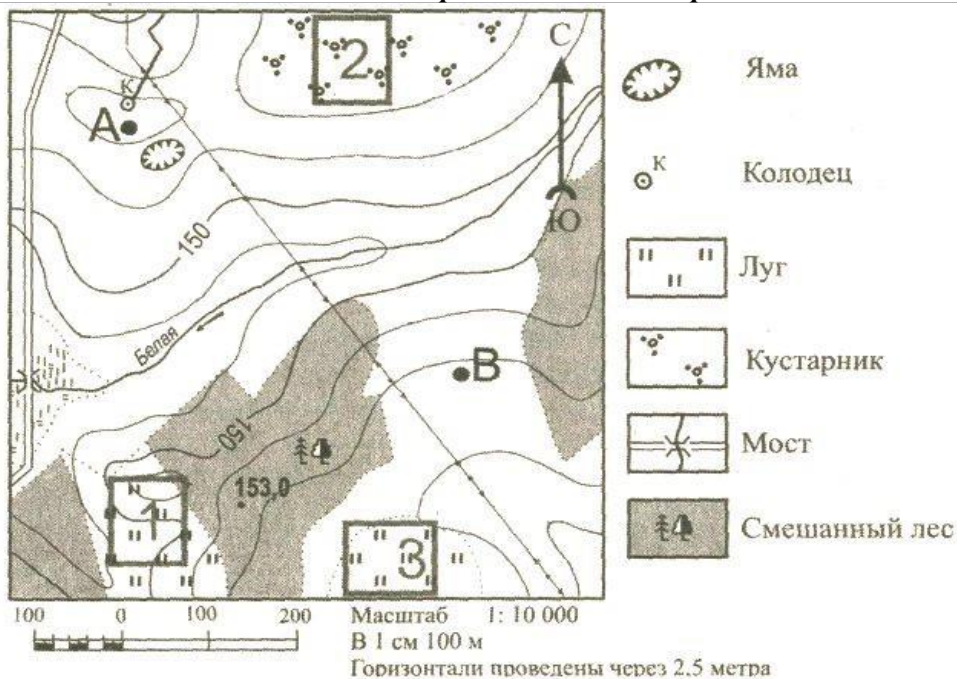 С
Ю
К
А
2
150
Белая
В
150
153,0
1
3
Яма
К
Колодец
Луг
Кустарник
Мост
Смешанный лес
100 0 100 200
Масштаб 1: 10 000
В 1 см 100 м
Горизонтали проведены через 2,5 метра